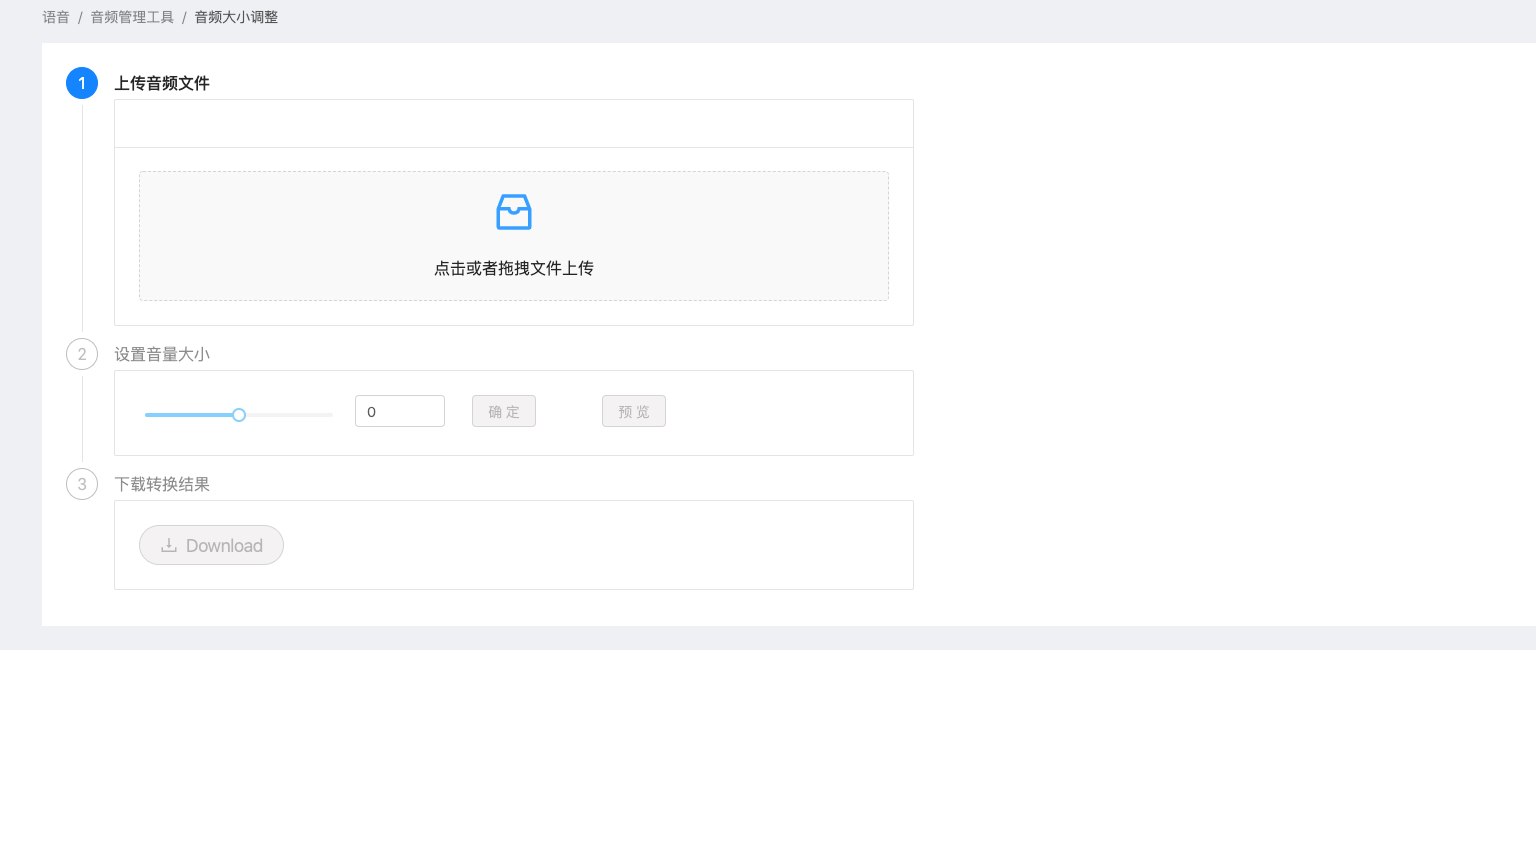 语音 / 音频管理工具 / 音频大小调整
1 上传音频文件
点击或者拖拽文件上传
2 设置音量大小
0 确 定 预 览
3 下载转换结果
Download